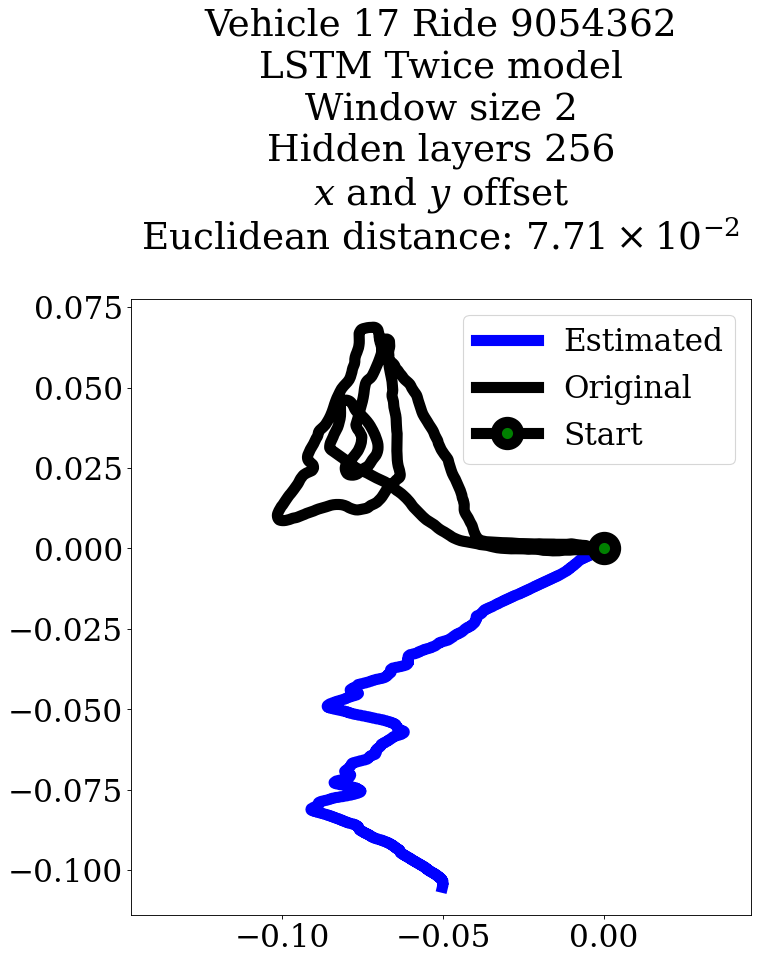 Vehicle 17 Ride 9054362
LSTM Twice model
Window size 2
Hidden layers 256
x and y offset
Euclidean distance: 7.71 × 10⁻²
0.075
0.050
0.025
0.000
−0.025
−0.050
−0.075
−0.100
Estimated
Original
Start
−0.10
−0.05
0.00